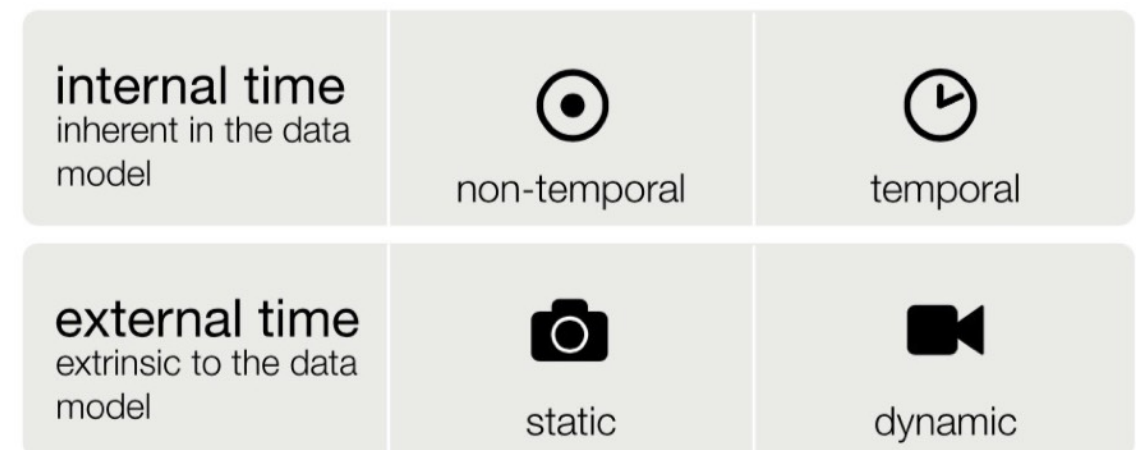 internal time
inherent in the data
model
non-temporal
temporal
external time
extrinsic to the data
model
static
dynamic